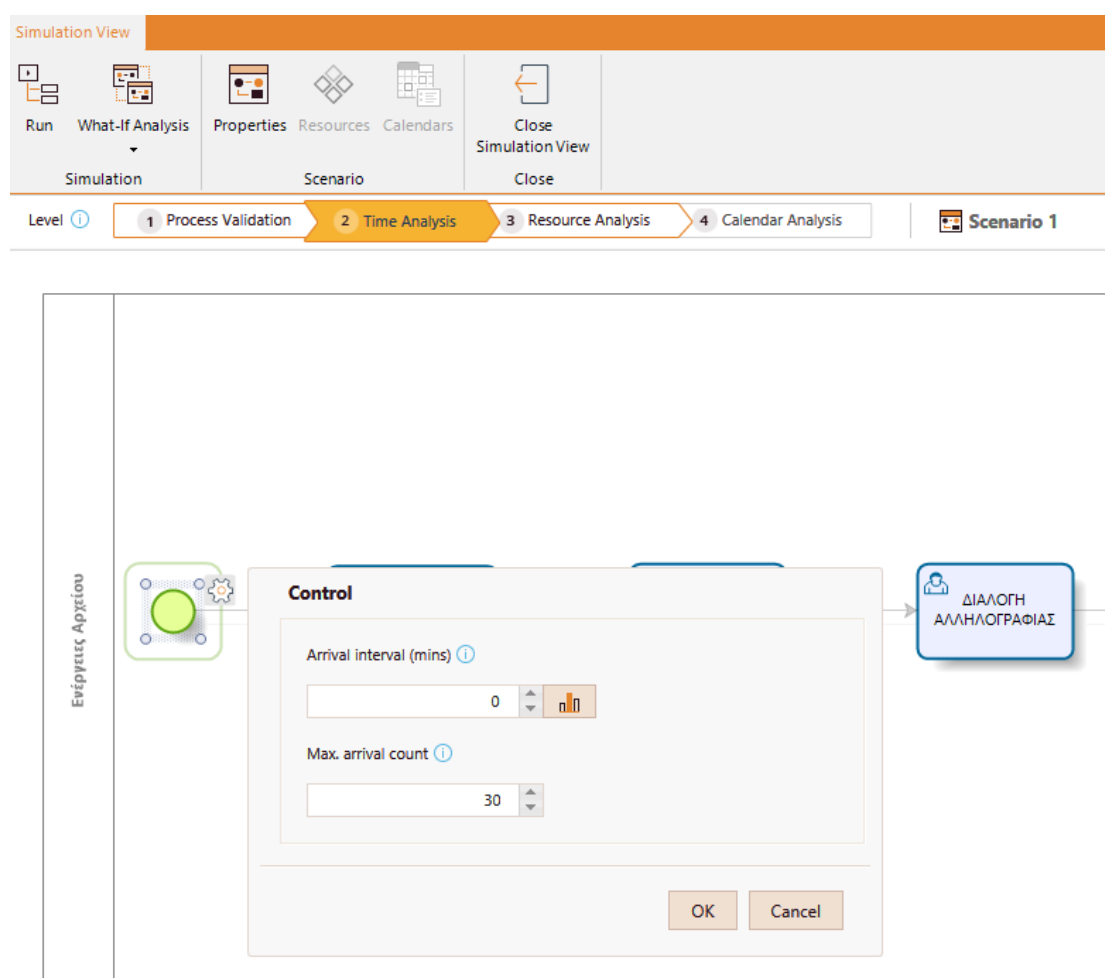 Simulation View
Run
What-If Analysis
Properties
Resources
Calendars
Close
Simulation View
Simulation
Scenario
Close
Level
1 Process Validation
2 Time Analysis
3 Resource Analysis
4 Calendar Analysis
Scenario 1
Ενέργειες Αρχείου
Control
Arrival interval (mins)
0
Max. arrival count
30
OK
Cancel
ΔΙΑΛΟΓΗ
ΑΛΛΗΛΟΓΡΑΦΙΑΣ